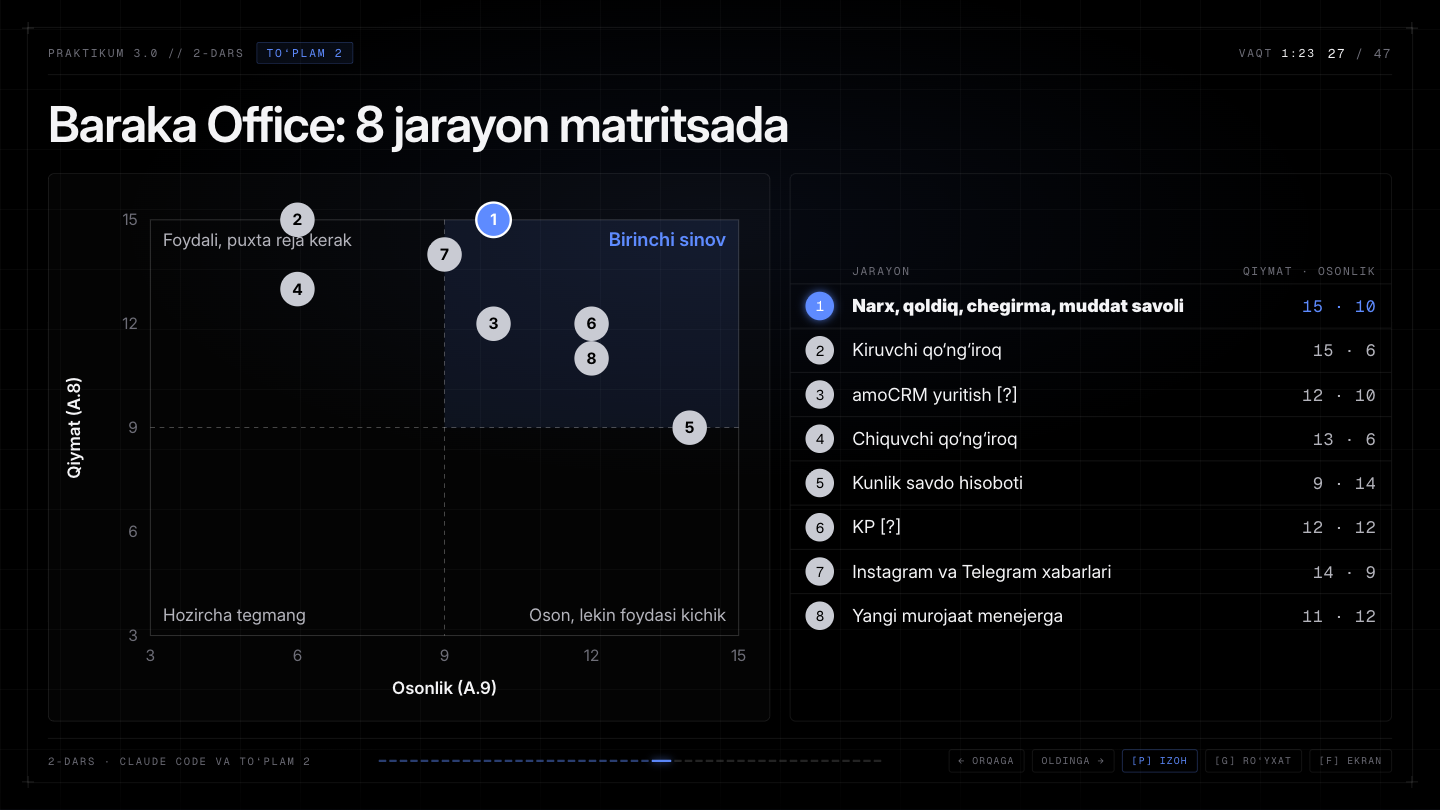 PRAKTIKUM 3.0 // 2-DARS TO‘PLAM 2
VAQT 1:23 27 / 47
Baraka Office: 8 jarayon matritsada
15
12
9
6
3
Qiymat (A.8)
2
1
Foydali, puxta reja kerak
Birinchi sinov
7
4
3
6
8
5
Hozircha tegmang
Oson, lekin foydasi kichik
3 6 9 12 15
Osonlik (A.9)
JARAYON QIYMAT · OSONLIK
1 Narx, qoldiq, chegirma, muddat savoli 15 · 10
2 Kiruvchi qo‘ng‘iroq 15 · 6
3 amoCRM yuritish [?] 12 · 10
4 Chiquvchi qo‘ng‘iroq 13 · 6
5 Kunlik savdo hisoboti 9 · 14
6 KP [?] 12 · 12
7 Instagram va Telegram xabarlari 14 · 9
8 Yangi murojaat menejerga 11 · 12
2-DARS · CLAUDE CODE VA TO‘PLAM 2
← ORQAGA
OLDINGA →
[P] IZOH
[G] RO‘YXAT
[F] EKRAN